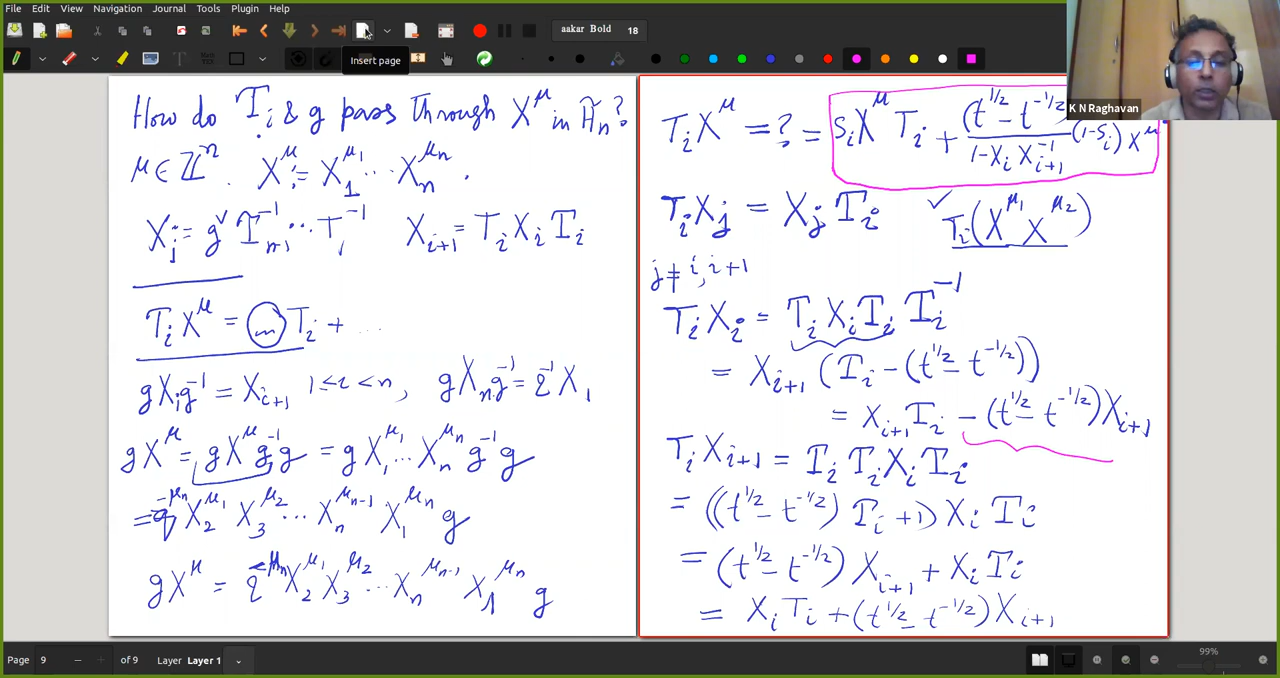 File Edit View Navigation Journal Tools Plugin Help
aakar Bold 18
Insert page
K N Raghavan
How do T_i & g pass through X^μ in H̃_n?
μ ∈ ℤ^n. X^μ := X_1^{μ_1} ⋯ X_n^{μ_n}.
X_j = g^∨ T_{n-1}^{-1} ⋯ T_1^{-1} X_{i+1} = T_i X_i T_i
T_i X^μ = T_i + ...
g X_i g^{-1} = X_{i+1} 1 ≤ i < n, g X_n g^{-1} = q^{-1} X_1
g X^μ = g X^μ g^{-1} g = g X_1^{μ_1} ⋯ X_n^{μ_n} g^{-1} g
= q^{-μ_n} X_2^{μ_1} X_3^{μ_2} ⋯ X_n^{μ_{n-1}} X_1^{μ_n} g
g X^μ = q^{-μ_n} X_2^{μ_1} X_3^{μ_2} ⋯ X_n^{μ_{n-1}} X_1^{μ_n} g
T_i X^μ = ? = s_i X^μ T_i + (t^{1/2} - t^{-1/2}) / (1 - X_i X_{i+1}^{-1}) (1 - s_i) X^μ
T_i X_j = X_j T_i ✓ T_i (X^{μ_1} X^{μ_2})
j ≠ i, i+1
T_i X_i = T_i X_i T_i T_i^{-1}
= X_{i+1} (T_i - (t^{1/2} - t^{-1/2}))
= X_{i+1} T_i - (t^{1/2} - t^{-1/2}) X_{i+1}
T_i X_{i+1} = T_i T_i X_i T_i
= ((t^{1/2} - t^{-1/2}) T_i + 1) X_i T_i
= (t^{1/2} - t^{-1/2}) X_{i+1} + X_i T_i
= X_i T_i + (t^{1/2} - t^{-1/2}) X_{i+1}
Page 9 of 9 Layer Layer 1 99%